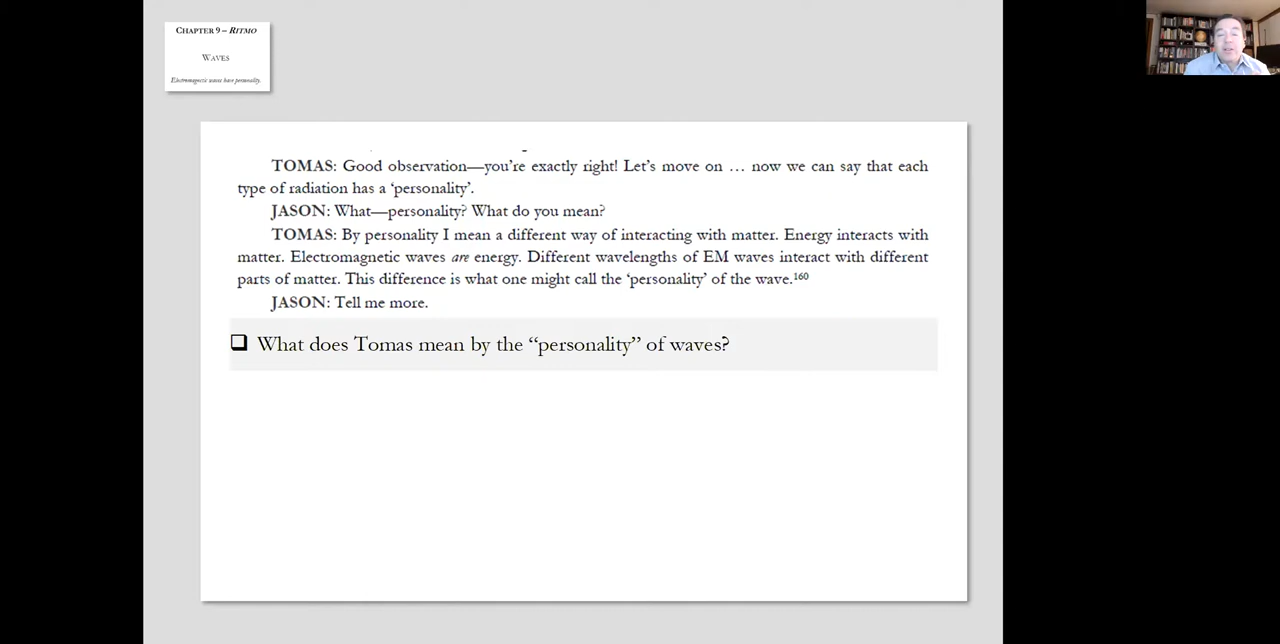 CHAPTER 9 – RITMO
WAVES
Electromagnetic waves have personality.
TOMAS: Good observation—you're exactly right! Let's move on … now we can say that each
type of radiation has a 'personality'.
JASON: What—personality? What do you mean?
TOMAS: By personality I mean a different way of interacting with matter. Energy interacts with
matter. Electromagnetic waves are energy. Different wavelengths of EM waves interact with different
parts of matter. This difference is what one might call the 'personality' of the wave.160
JASON: Tell me more.
❑ What does Tomas mean by the “personality” of waves?